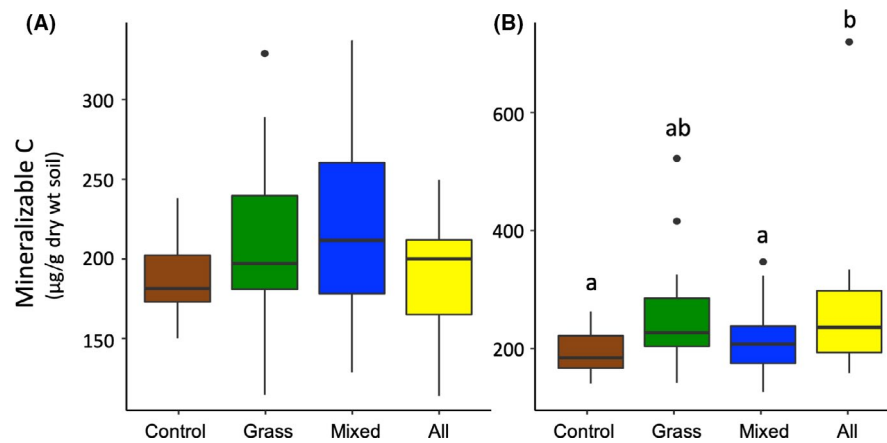 (A)
Mineralizable C
(µg/g dry wt soil)
300
250
200
150
Control Grass Mixed All
(B)
600
400
200
a
ab
a
b
Control Grass Mixed All